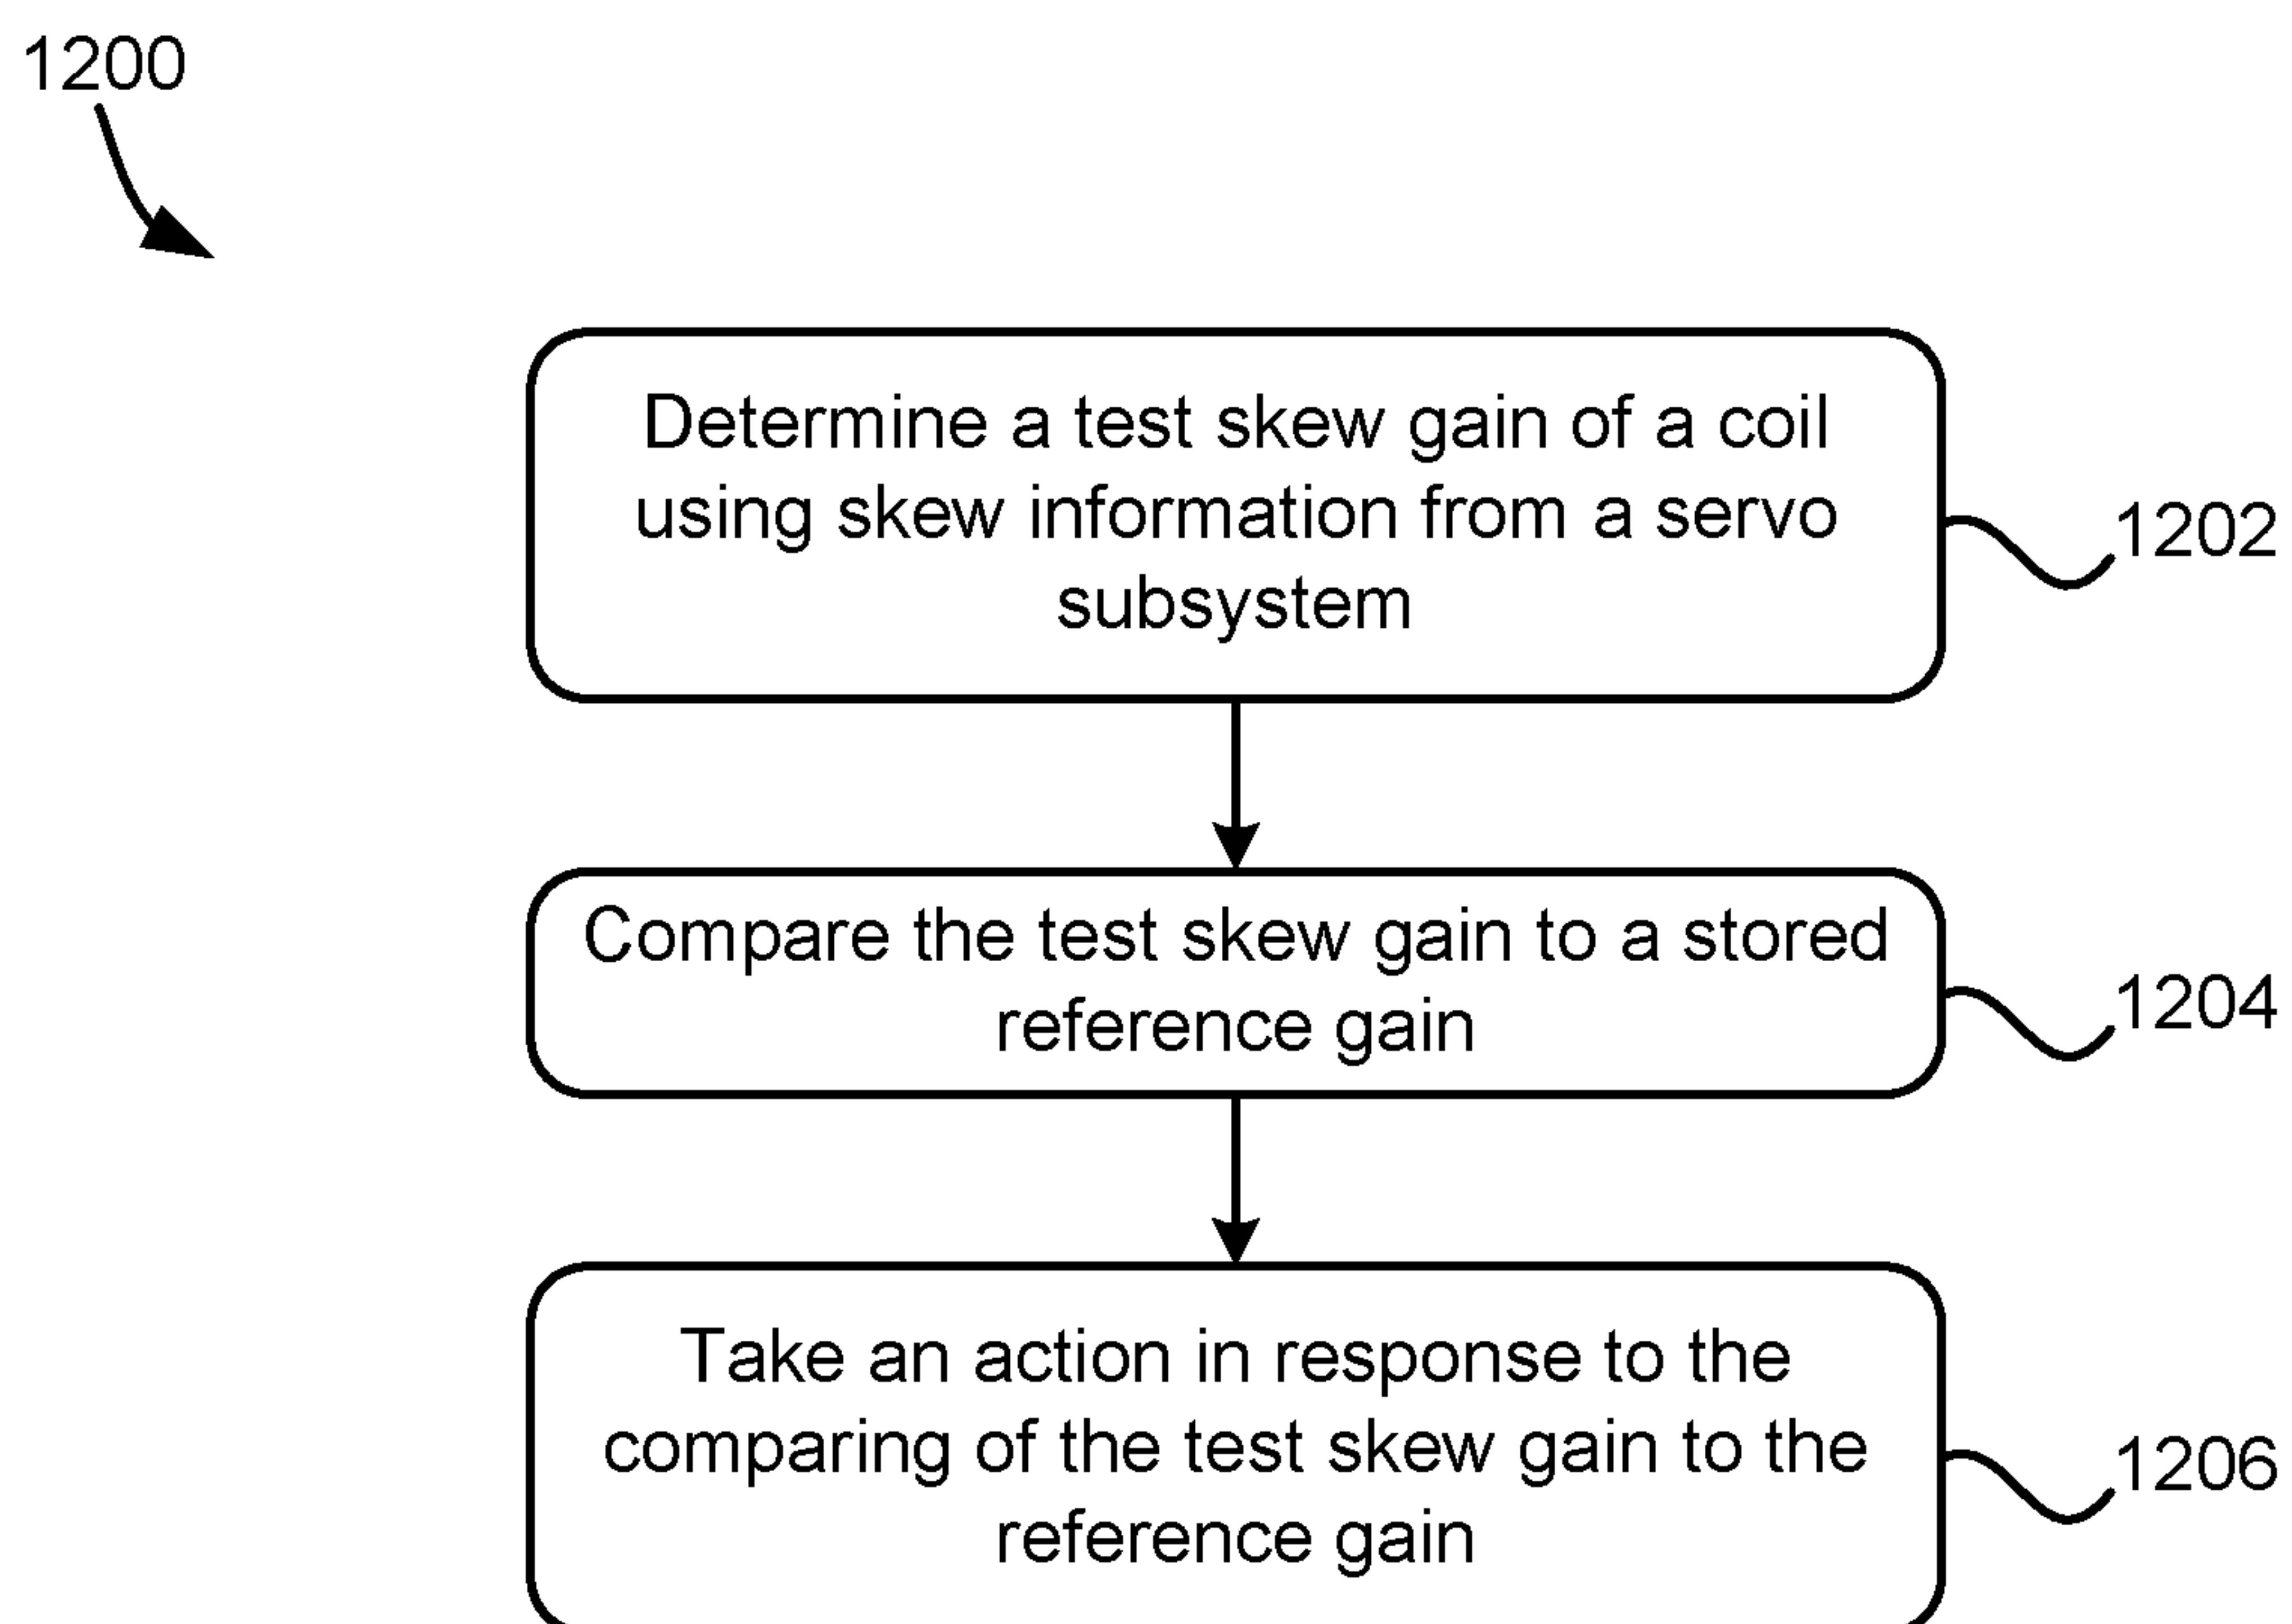 1200
Determine a test skew gain of a coil
using skew information from a servo
subsystem
1202
Compare the test skew gain to a stored
reference gain
1204
Take an action in response to the
comparing of the test skew gain to the
reference gain
1206